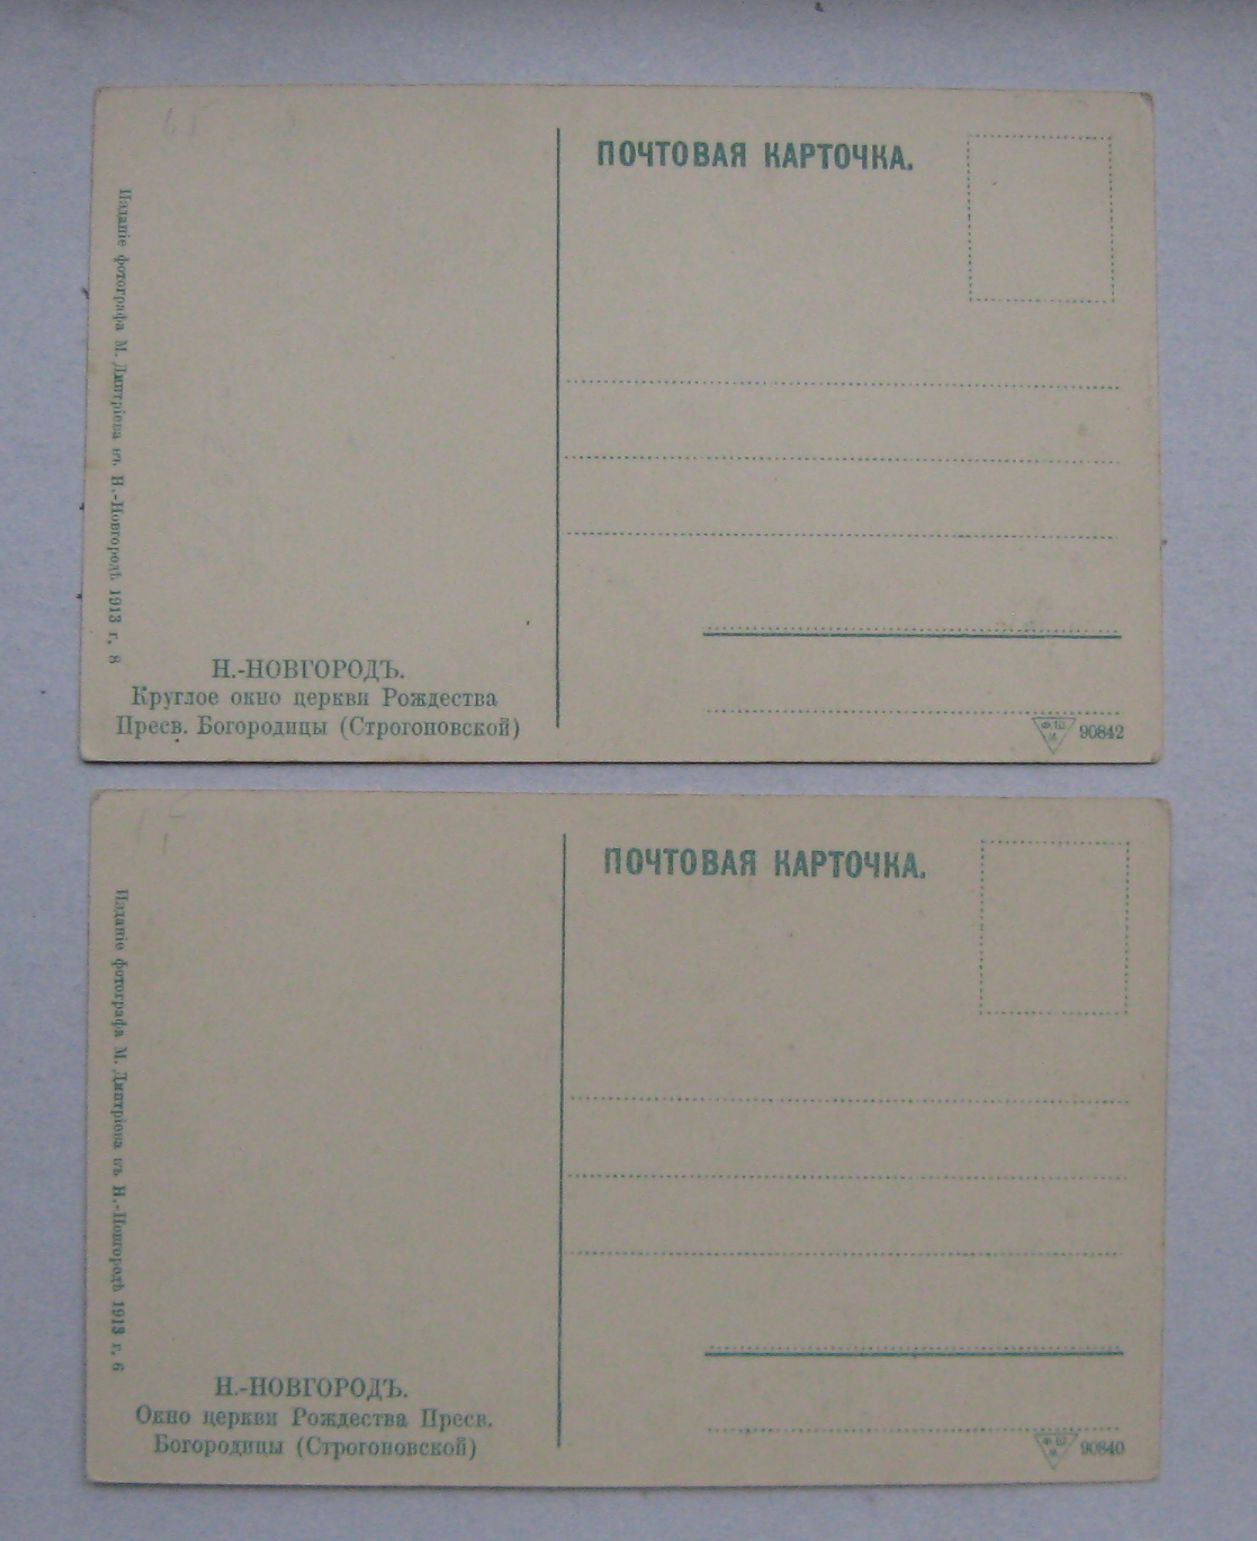 ПОЧТОВАЯ КАРТОЧКА.
Изданіе фотографа М. Дмитріева въ Н.-Новгородѣ 1913 г. 8
Н.-НОВГОРОДЪ.
Круглое окно церкви Рождества
Пресв. Богородицы (Строгоновской)
Ф.Ш.
И.
90842
ПОЧТОВАЯ КАРТОЧКА.
Изданіе фотографа М. Дмитріева въ Н.-Новгородѣ 1913 г. 6
Н.-НОВГОРОДЪ.
Окно церкви Рождества Пресв.
Богородицы (Строгоновской)
90840